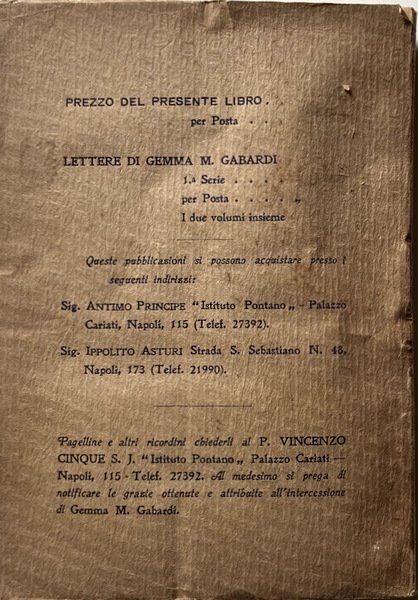 PREZZO DEL PRESENTE LIBRO . .
per Posta . .
LETTERE DI GEMMA M. GABARDI
1.a Serie . . . .
per Posta . . . . „
I due volumi insieme
Queste pubblicazioni si possono acquistare presso i
seguenti indirizzi:
Sig. ANTIMO PRINCIPE "Istituto Pontano„ - Palazzo
Cariati, Napoli, 115 (Telef. 27392).
Sig. IPPOLITO ASTURI Strada S. Sebastiano N. 48,
Napoli, 173 (Telef. 21990).
Pagelline e altri ricordini chiederli al P. VINCENZO
CINQUE S. J. "Istituto Pontano„ Palazzo Cariati —
Napoli, 115 - Telef. 27392. Al medesimo si prega di
notificare le grazie ottenute e attribuite all'intercessione
di Gemma M. Gabardi.